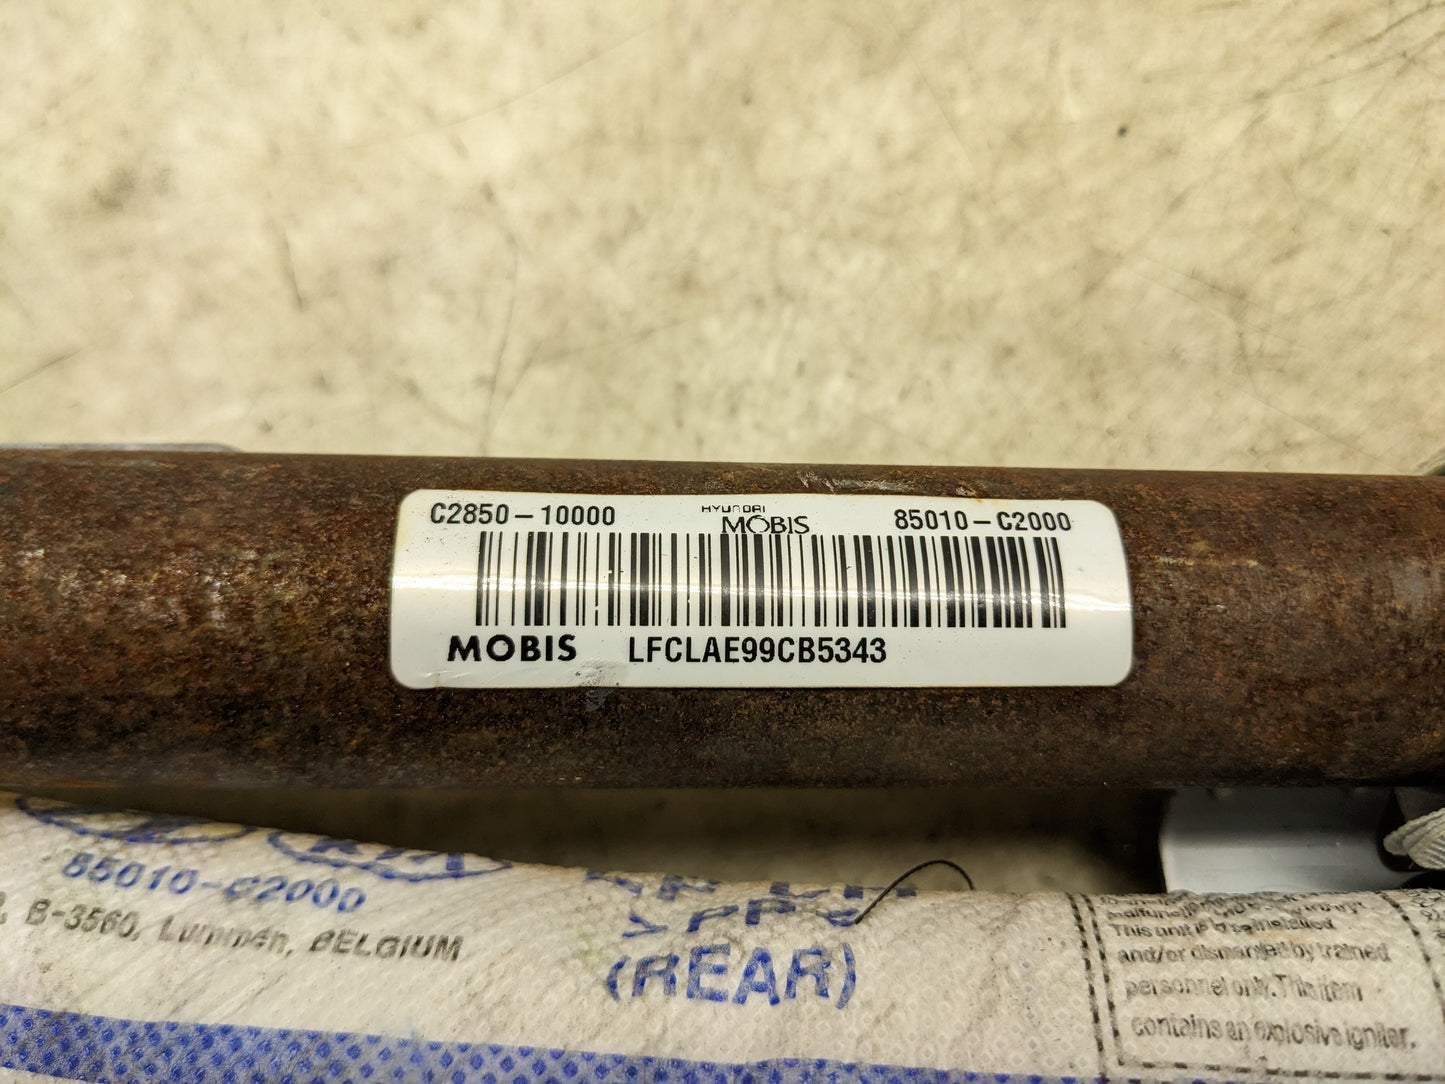 C2850-10000 HYUNDAI MOBIS 85010-C2000
MOBIS LFCLAE99CB5343
KIA
85010-C2000
B-3560, Lummen, BELGIUM
(REAR)
This unit is to be installed
and/or dismantled by trained
personnel only. This item
contains an explosive igniter.